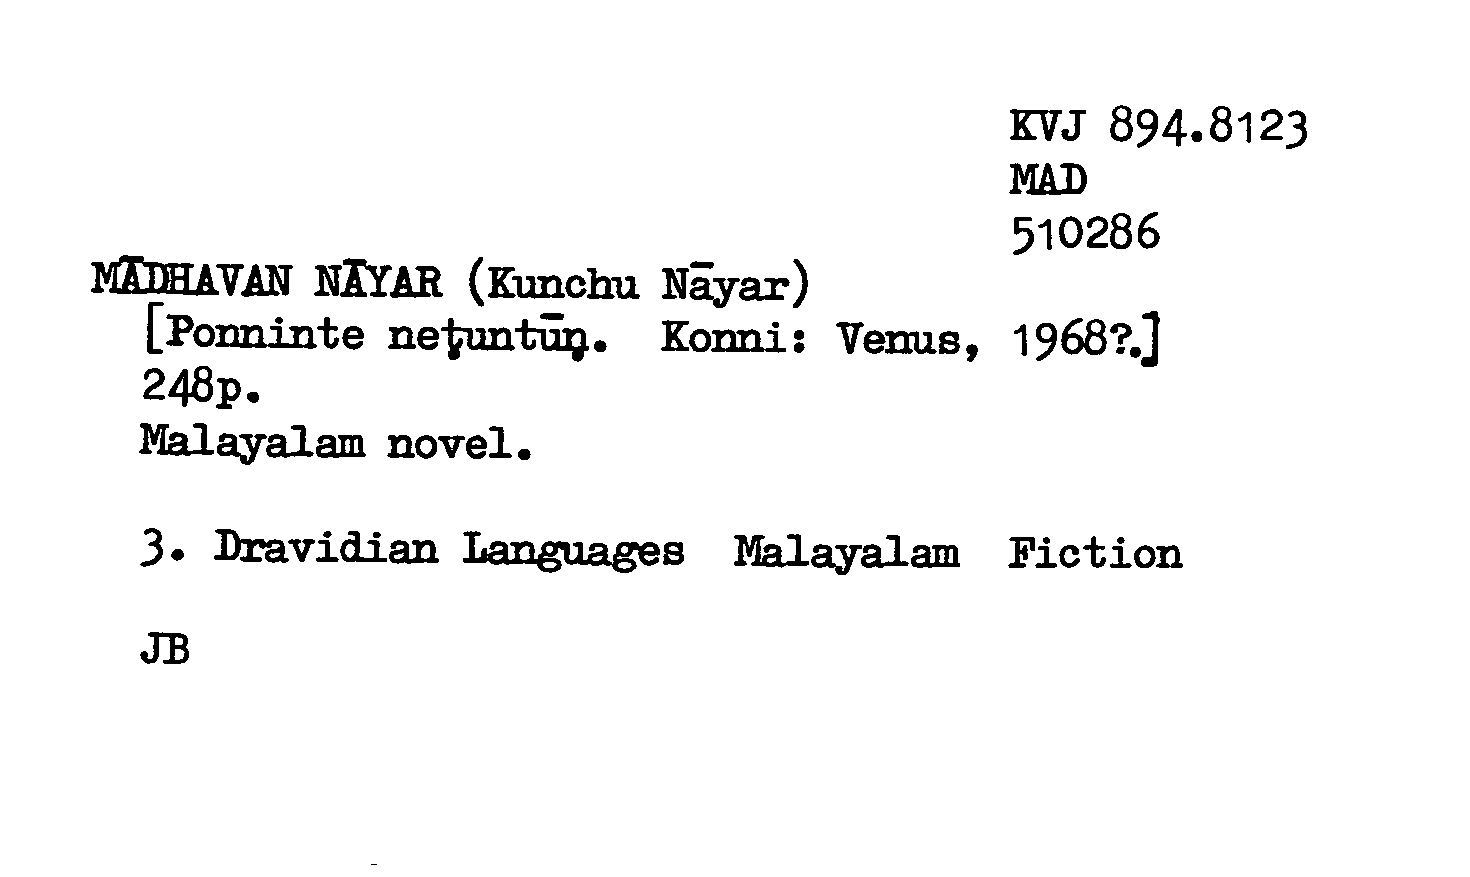 KVJ 894.8123
MAD
510286
MĀDHAVAN NĀYAR (Kunchu Nāyar)
[Ponninte neṭuntūṇ. Konni: Venus, 1968?.]
248p.
Malayalam novel.
3. Dravidian Languages Malayalam Fiction
JB